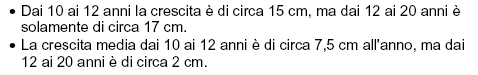 • Dai 10 ai 12 anni la crescita è di circa 15 cm, ma dai 12 ai 20 anni è
solamente di circa 17 cm.
• La crescita media dai 10 ai 12 anni è di circa 7,5 cm all'anno, ma dai
12 ai 20 anni è di circa 2 cm.